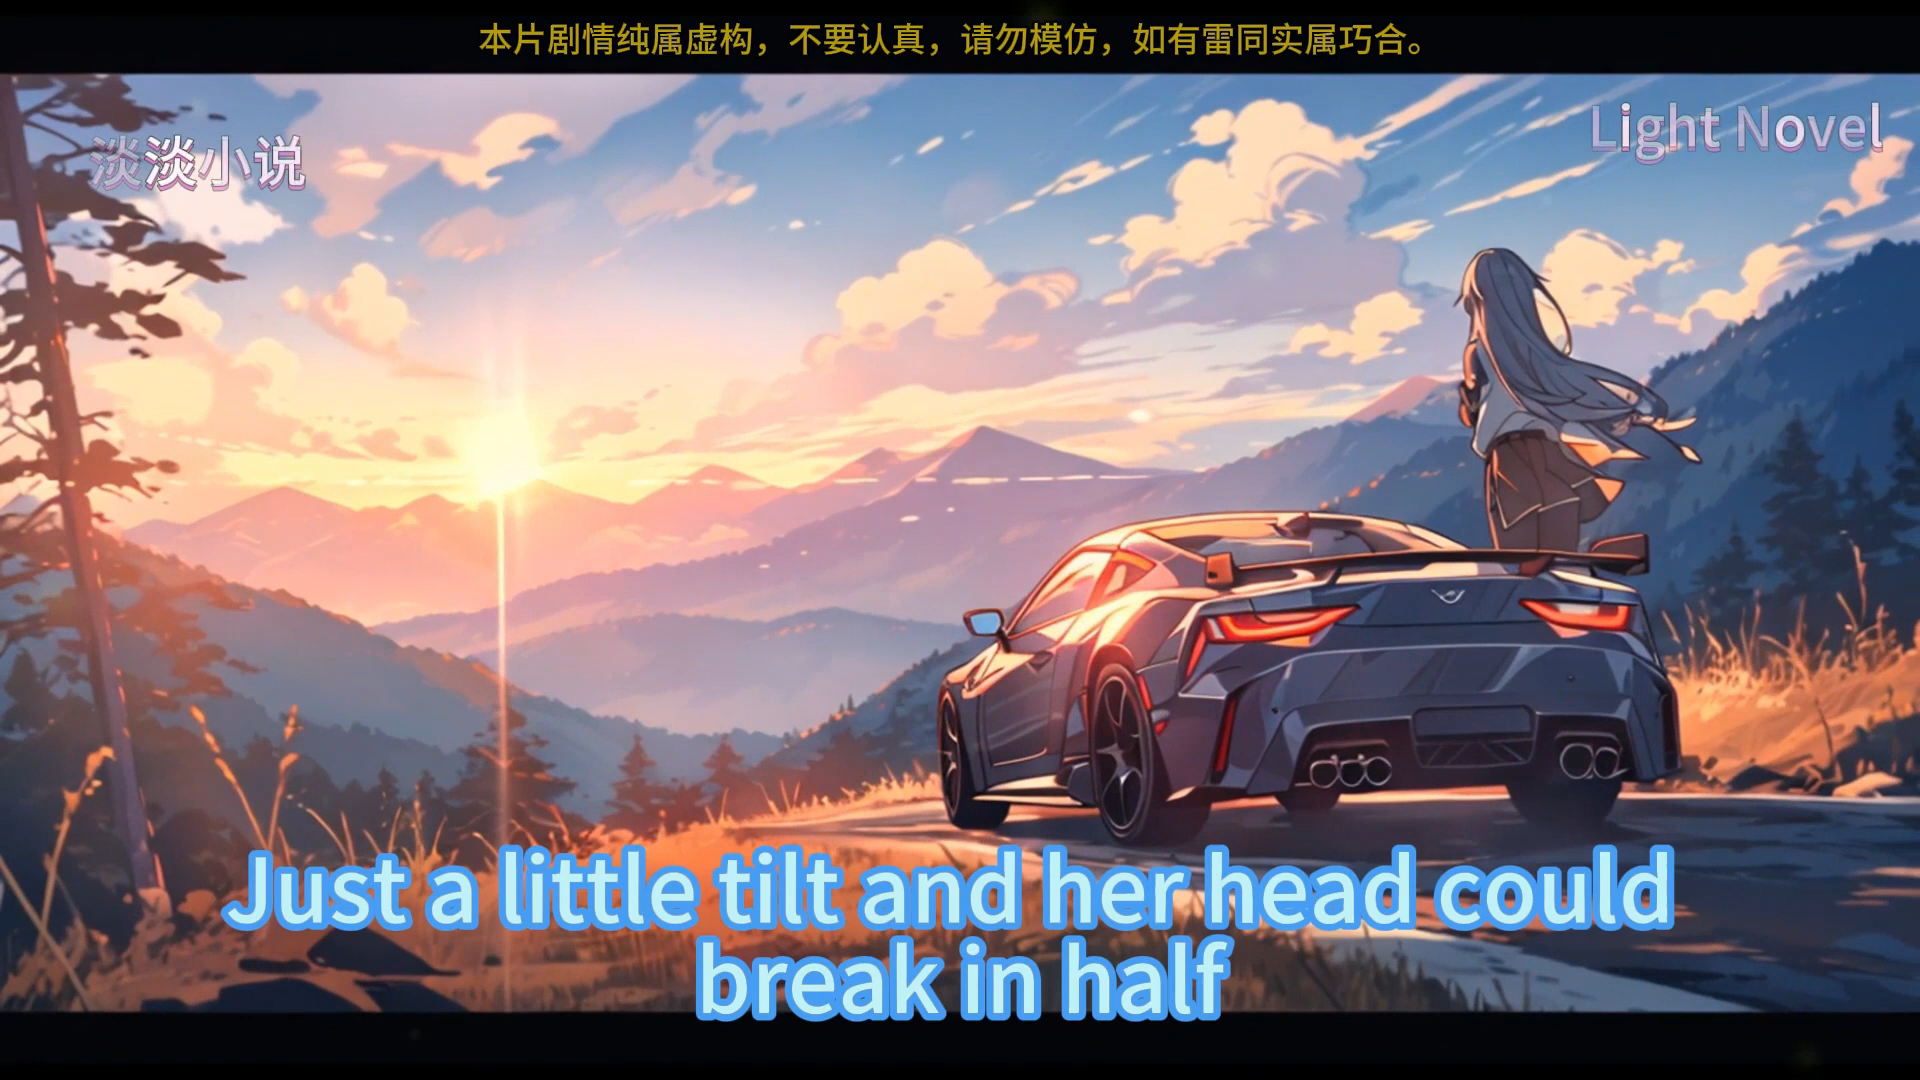 本片剧情纯属虚构，不要认真，请勿模仿，如有雷同实属巧合。
淡淡小说
Light Novel
Just a little tilt and her head could
break in half